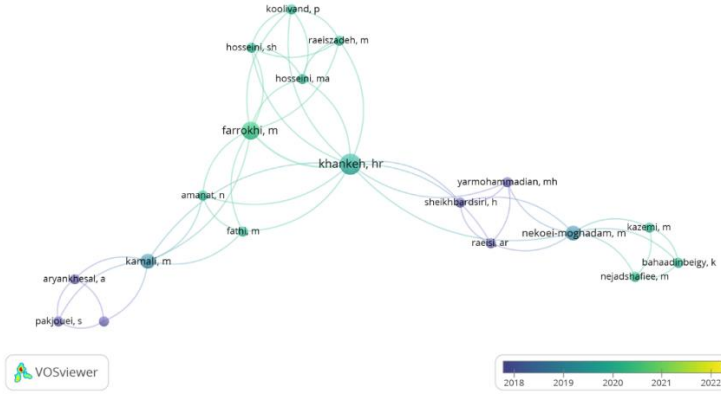 koolivand, p
raeiszadeh, m
hosseini, sh
hosseini, ma
farrokhi, m
khankeh, hr
yarmohammadian, mh
amanat, n
sheikhbardsiri, h
fathi, m
nekoei-moghadam, m
kazemi, m
raeisi, ar
kamali, m
bahaadinbeigy, k
aryankhesal, a
nejadshafiee, m
pakjouei, s
VOSviewer
2018 2019 2020 2021 2022